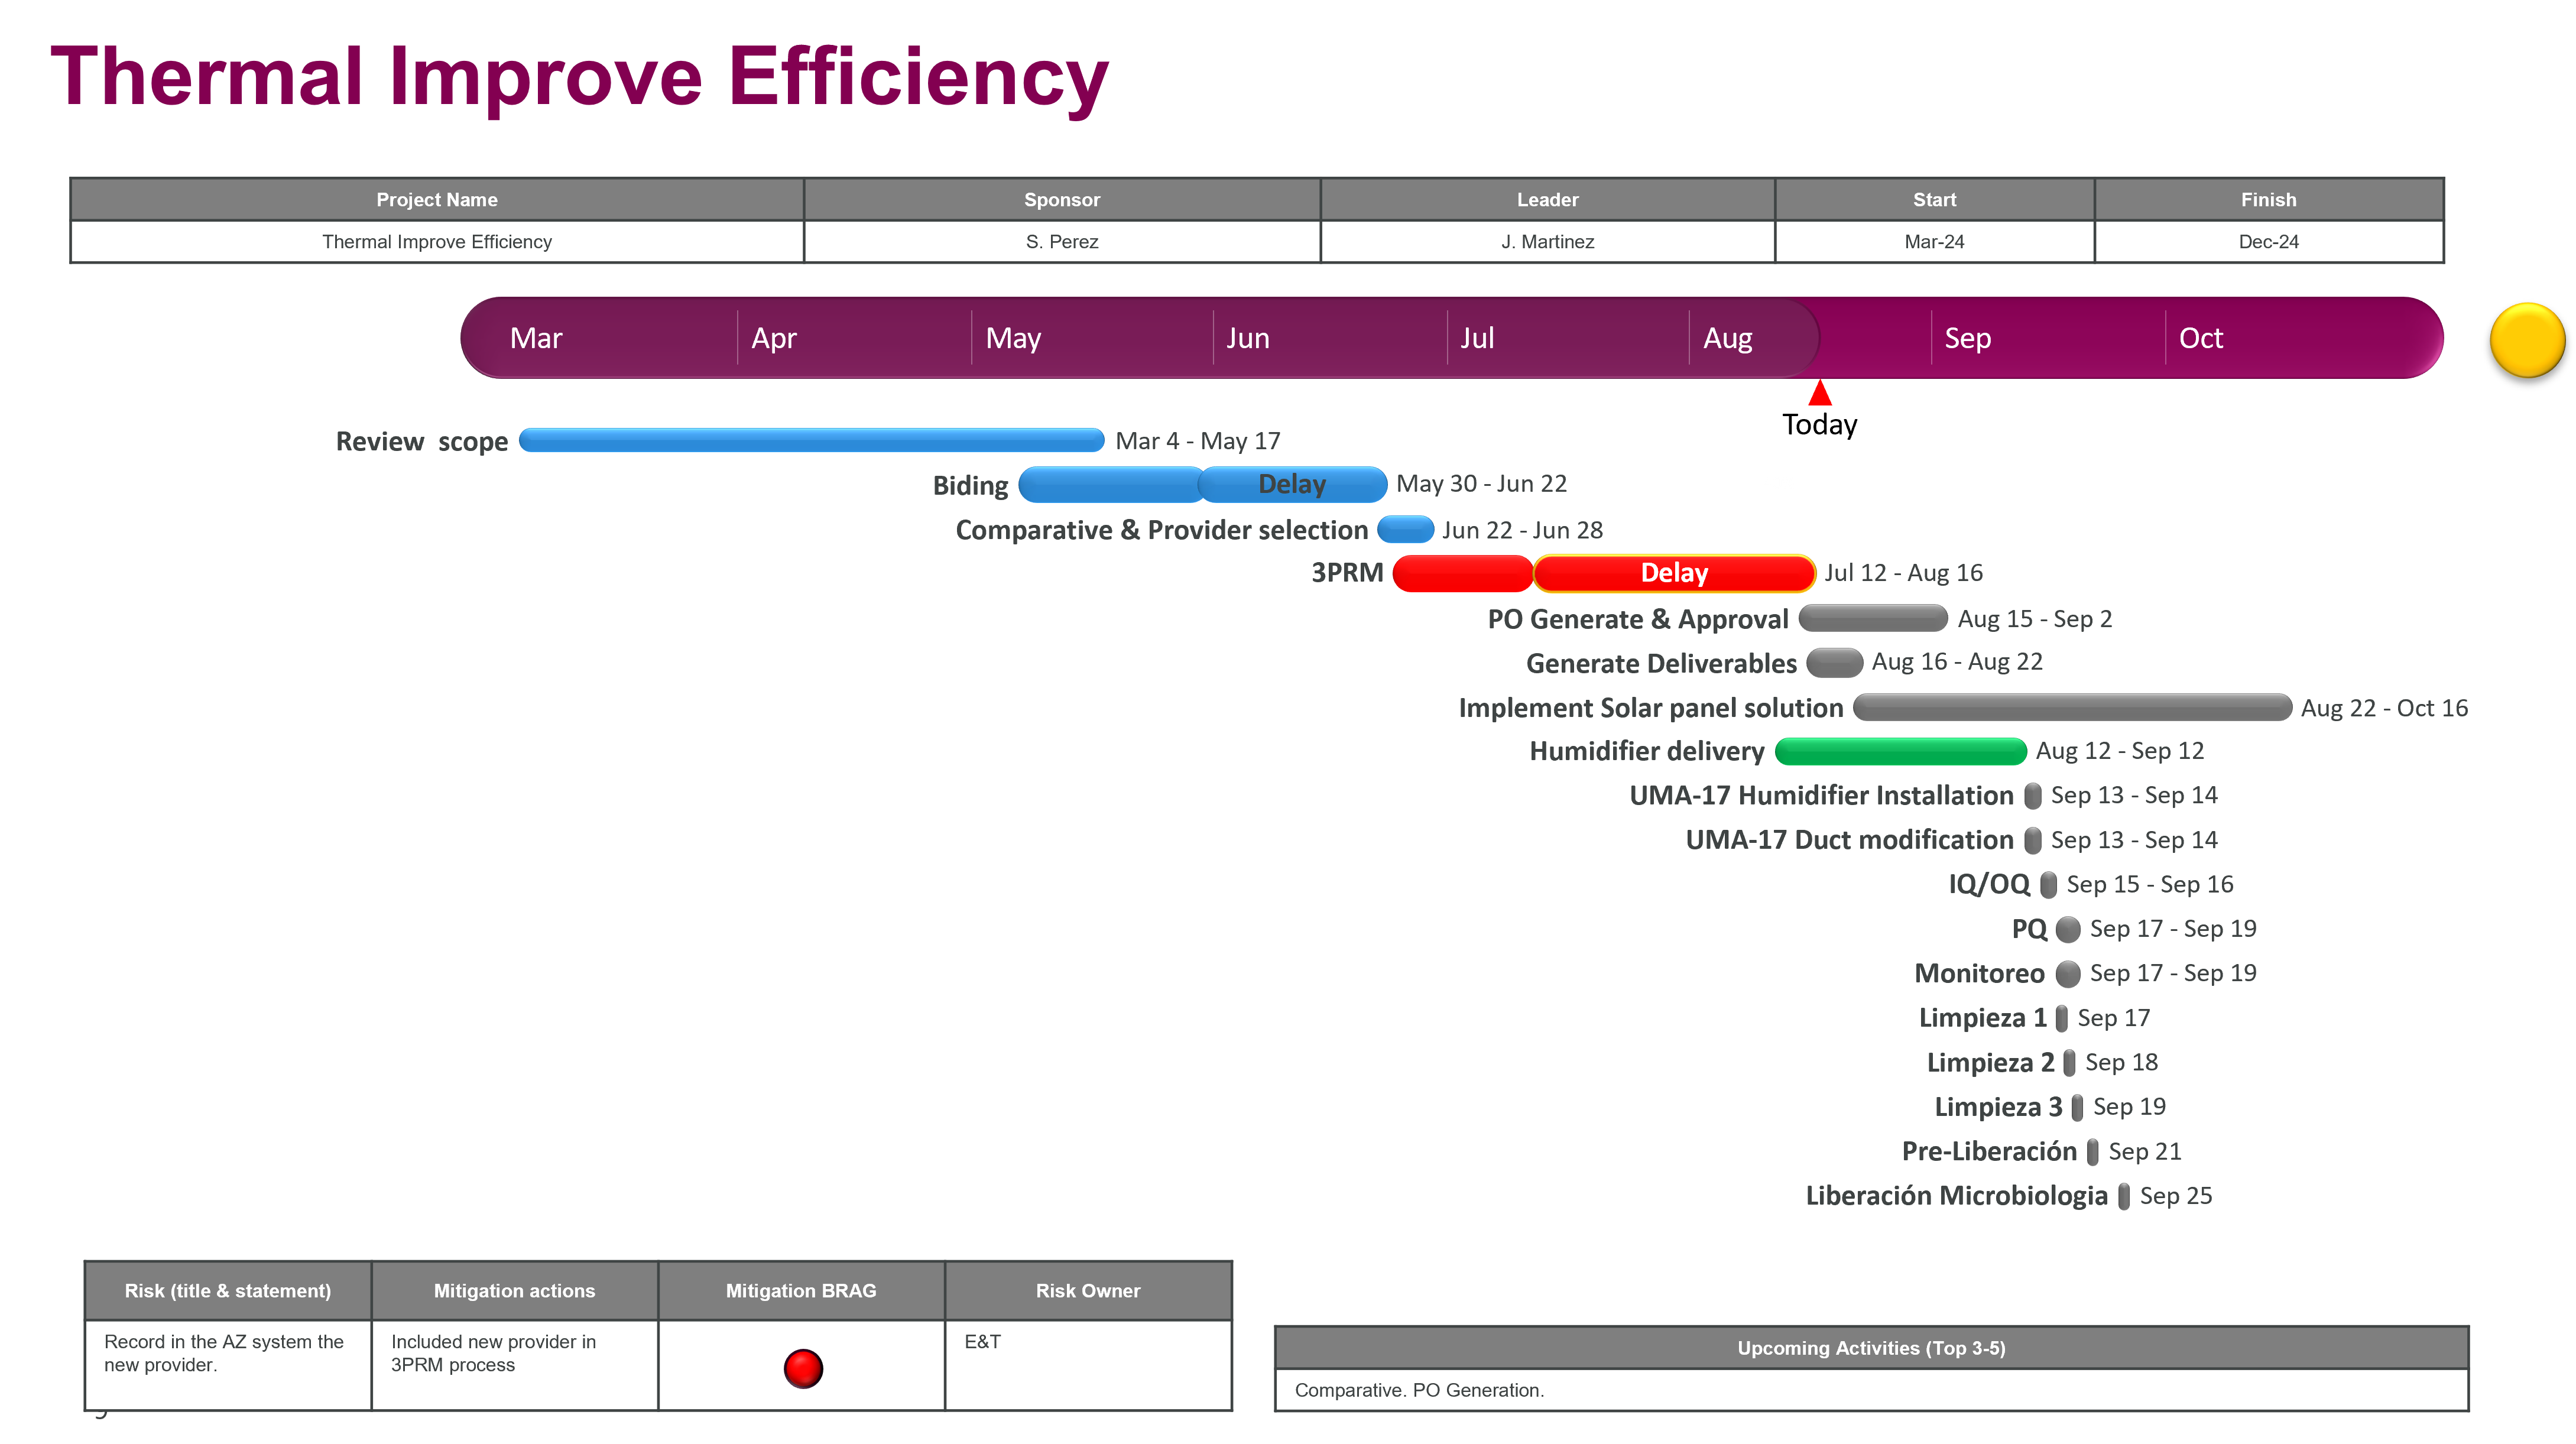 Thermal Improve Efficiency
Project Name Sponsor Leader Start Finish
Thermal Improve Efficiency S. Perez J. Martinez Mar-24 Dec-24
Mar Apr May Jun Jul Aug Sep Oct
Today
Review scope Mar 4 - May 17
Biding Delay May 30 - Jun 22
Comparative & Provider selection Jun 22 - Jun 28
3PRM Delay Jul 12 - Aug 16
PO Generate & Approval Aug 15 - Sep 2
Generate Deliverables Aug 16 - Aug 22
Implement Solar panel solution Aug 22 - Oct 16
Humidifier delivery Aug 12 - Sep 12
UMA-17 Humidifier Installation Sep 13 - Sep 14
UMA-17 Duct modification Sep 13 - Sep 14
IQ/OQ Sep 15 - Sep 16
PQ Sep 17 - Sep 19
Monitoreo Sep 17 - Sep 19
Limpieza 1 Sep 17
Limpieza 2 Sep 18
Limpieza 3 Sep 19
Pre-Liberación Sep 21
Liberación Microbiologia Sep 25
Risk (title & statement) Mitigation actions Mitigation BRAG Risk Owner
Record in the AZ system the new provider.
Included new provider in 3PRM process
E&T
Upcoming Activities (Top 3-5)
Comparative. PO Generation.